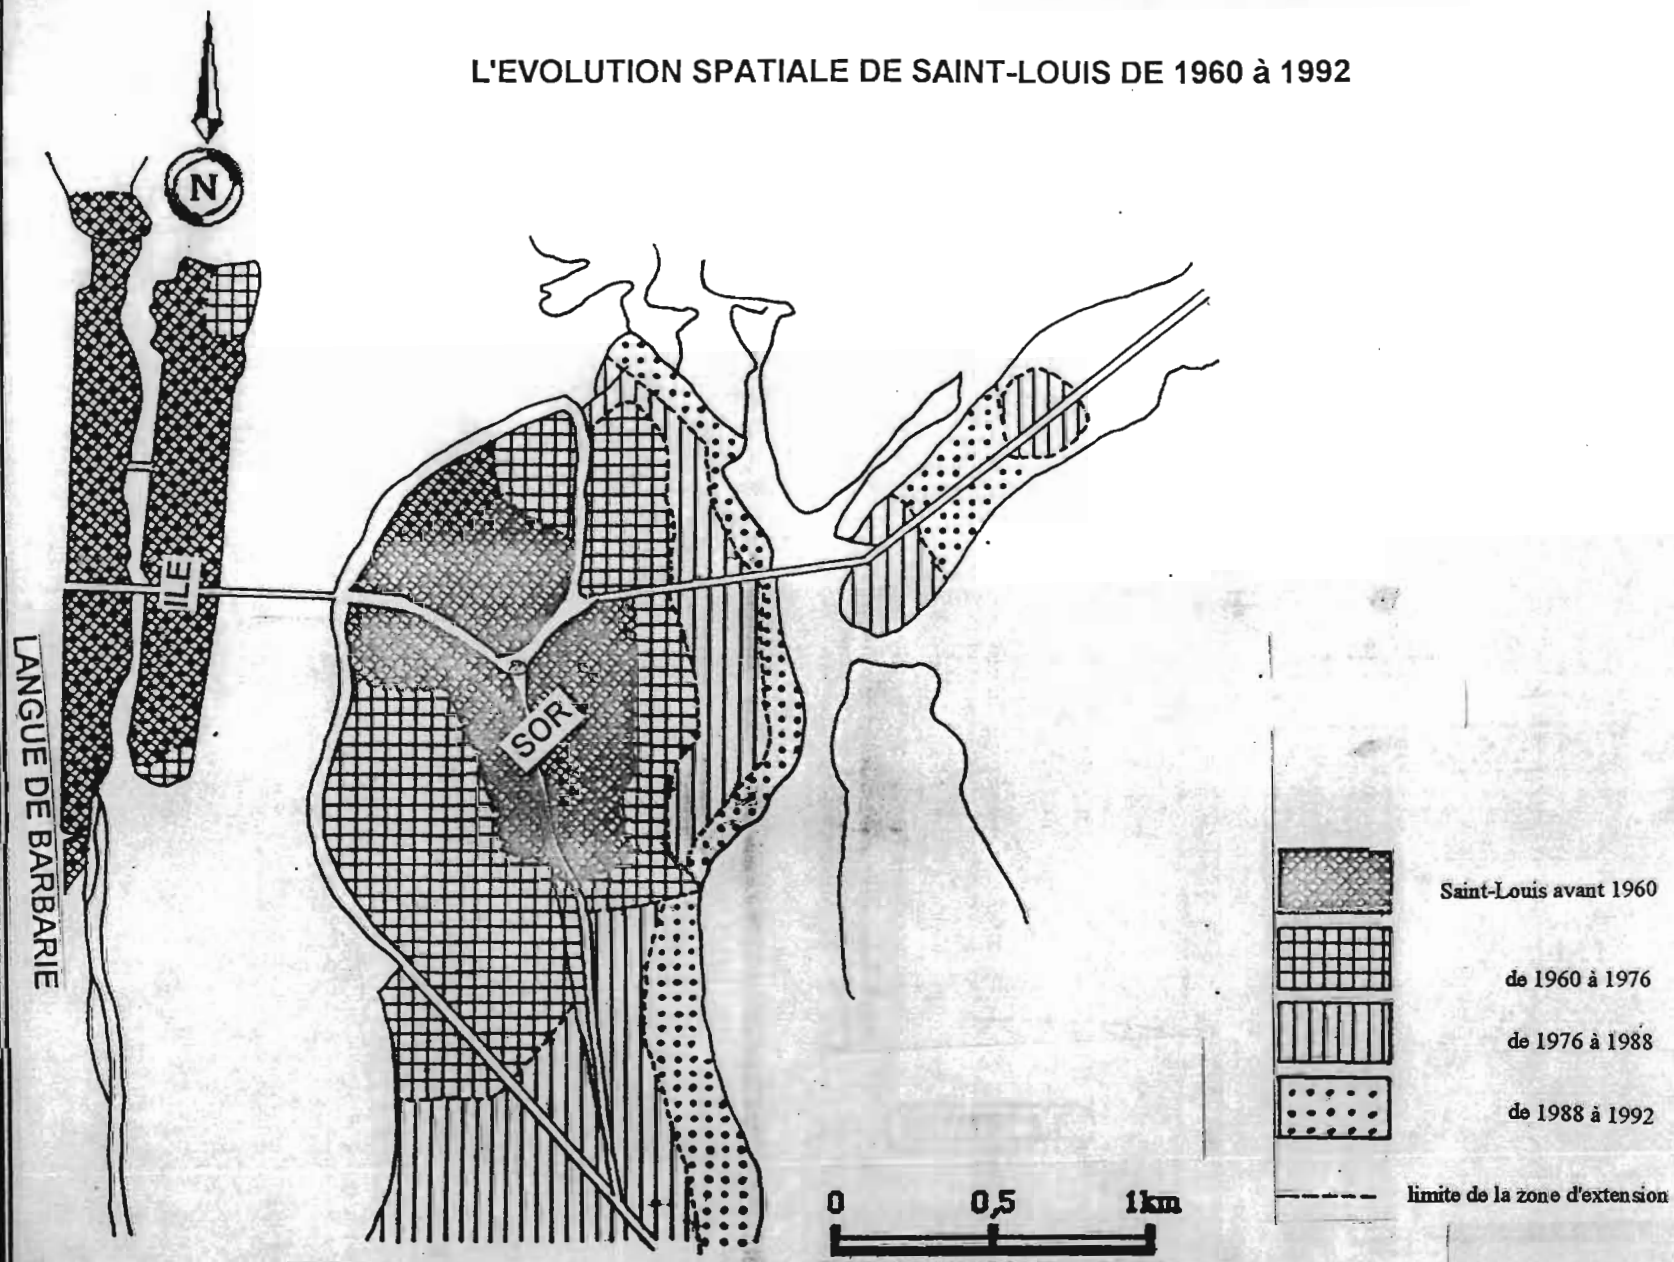 L'EVOLUTION SPATIALE DE SAINT-LOUIS DE 1960 à 1992
N
ILE
LANGUE DE BARBARIE
SOR
Saint-Louis avant 1960
de 1960 à 1976
de 1976 à 1988
de 1988 à 1992
limite de la zone d'extension
0 0,5 1km